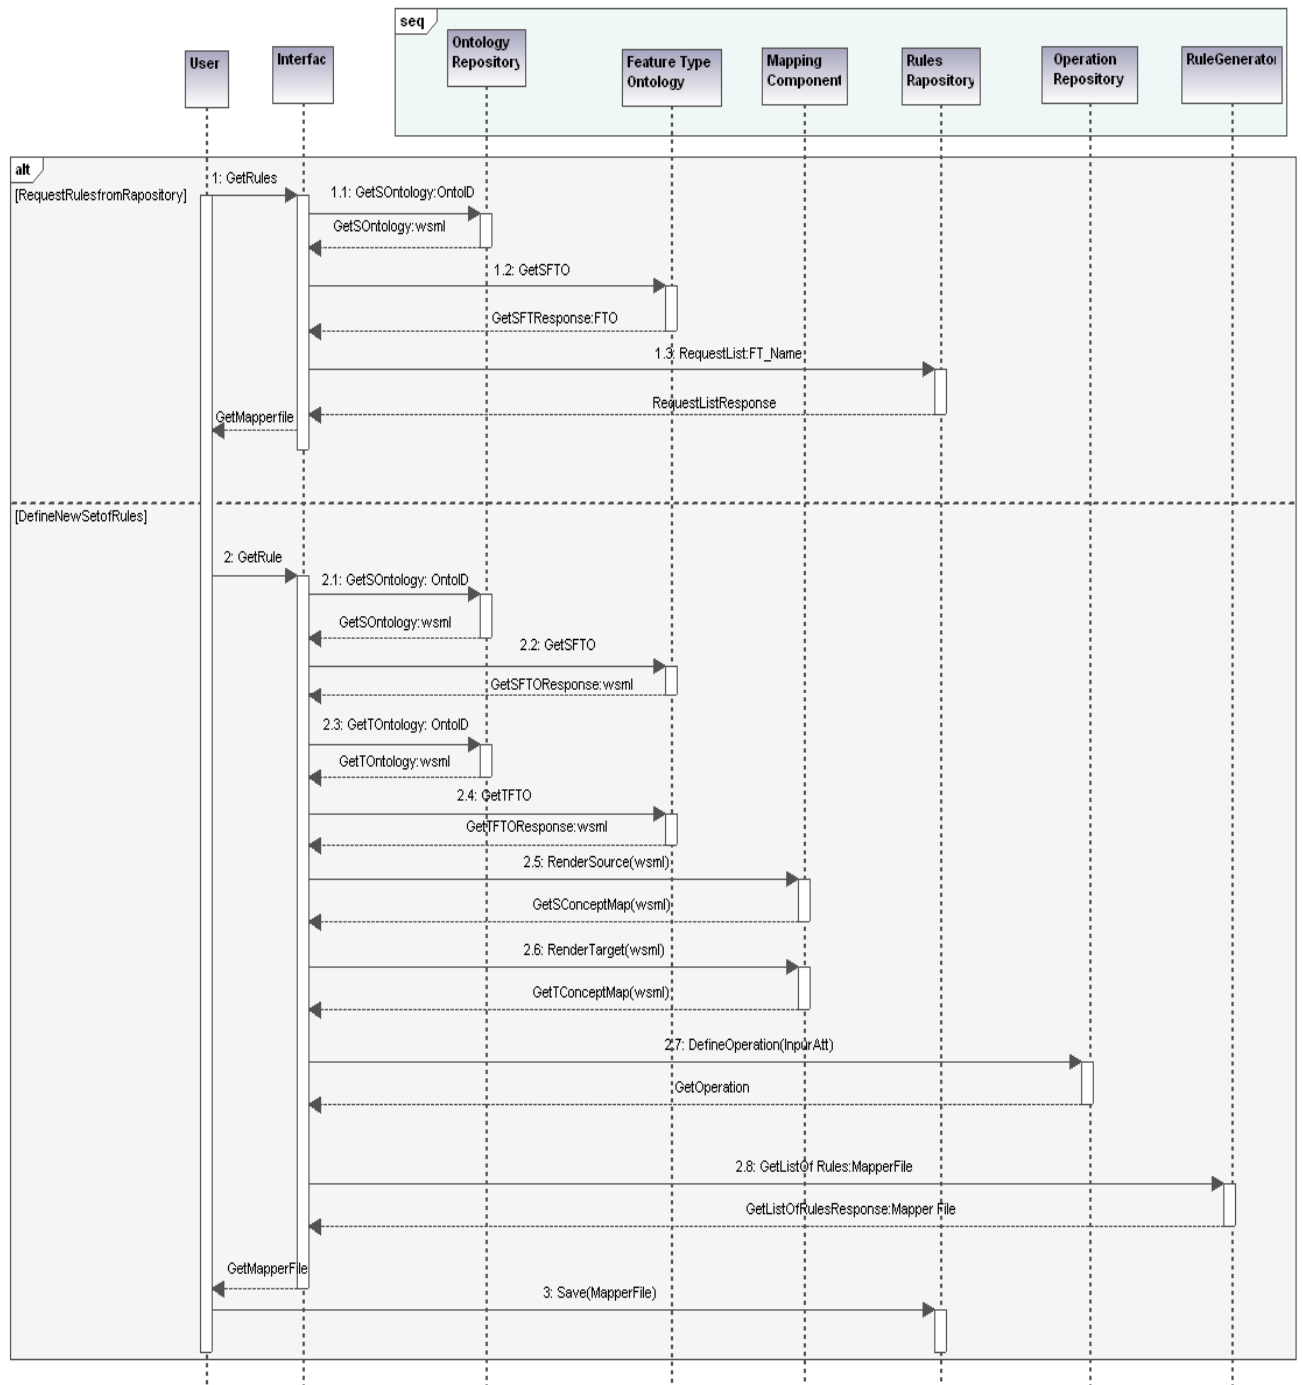 seq
User
Interfac
Ontology
Repository
Feature Type
Ontology
Mapping
Component
Rules
Rapository
Operation
Repository
RuleGenerator
alt
[RequestRulesfromRapository]
1: GetRules
1.1: GetSOntology:OntoID
GetSOntology:wsml
1.2: GetSFTO
GetSFTResponse:FTO
1.3: RequestList:FT_Name
RequestListResponse
GetMapperfile
[DefineNewSetofRules]
2: GetRule
2.1: GetSOntology: OntoID
GetSOntology:wsml
2.2: GetSFTO
GetSFTOResponse:wsml
2.3: GetTOntology: OntoID
GetTOntology:wsml
2.4: GetTFTO
GetTFTOResponse:wsml
2.5: RenderSource(wsml)
GetSConceptMap(wsml)
2.6: RenderTarget(wsml)
GetTConceptMap(wsml)
2.7: DefineOperation(InpurAtt)
GetOperation
2.8: GetListOf Rules:MapperFile
GetListOfRulesResponse:Mapper File
GetMapperFile
3: Save(MapperFile)